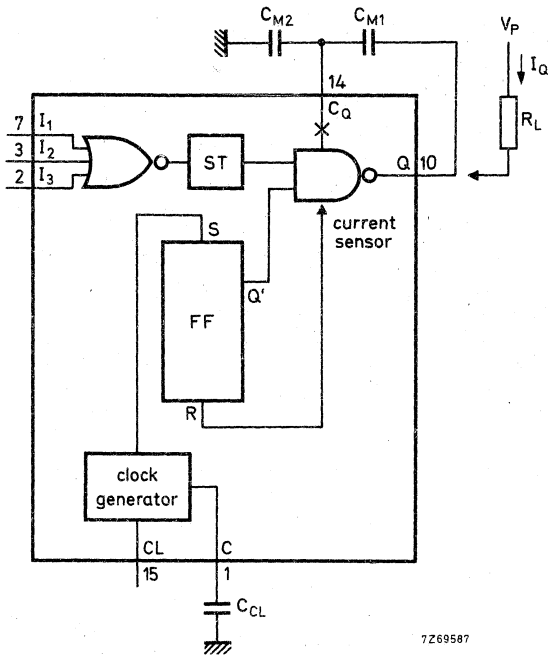 C_M2
C_M1
V_P
I_Q
R_L
14
C_Q
7 I_1
3 I_2
2 I_3
ST
Q 10
current
sensor
S
Q'
FF
R
clock
generator
CL
C
15
1
C_CL
7Z69587